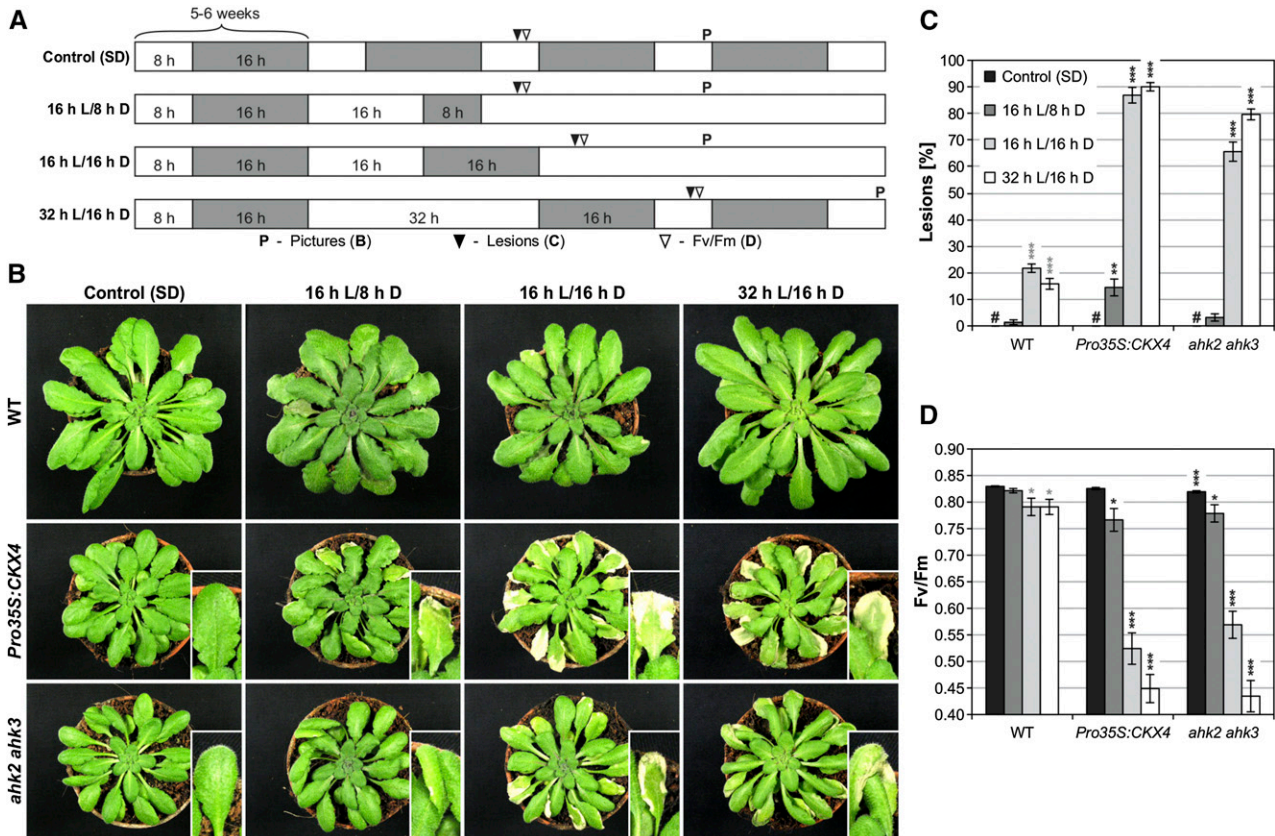 A
5-6 weeks
Control (SD)
8 h
16 h
P
16 h L/8 h D
8 h
16 h
16 h
8 h
P
16 h L/16 h D
8 h
16 h
16 h
16 h
P
32 h L/16 h D
8 h
16 h
32 h
16 h
P
P - Pictures (B)
▼ - Lesions (C)
▽ - Fv/Fm (D)
B
Control (SD)
16 h L/8 h D
16 h L/16 h D
32 h L/16 h D
WT
Pro35S:CKX4
ahk2 ahk3
C
Lesions [%]
100
90
80
70
60
50
40
30
20
10
0
Control (SD)
16 h L/8 h D
16 h L/16 h D
32 h L/16 h D
#
***
***
#
**
***
***
#
***
***
WT
Pro35S:CKX4
ahk2 ahk3
D
Fv/Fm
0.90
0.85
0.80
0.75
0.70
0.65
0.60
0.55
0.50
0.45
0.40
*
*
*
***
***
***
*
***
***
WT
Pro35S:CKX4
ahk2 ahk3